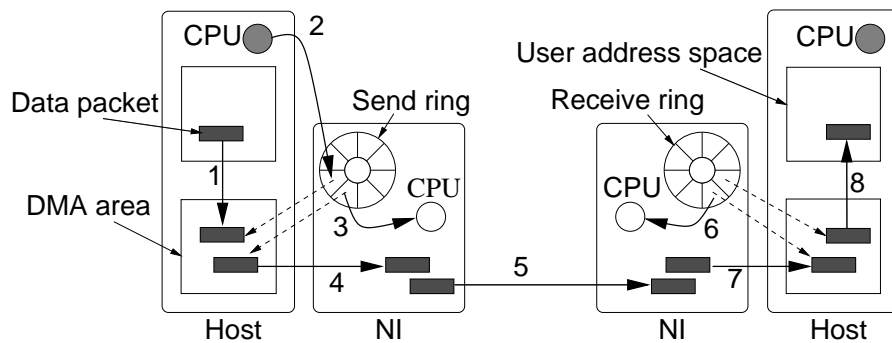 CPU
2
Data packet
1
DMA area
Host
Send ring
3
CPU
4
NI
5
Receive ring
CPU
6
7
NI
User address space
CPU
8
Host